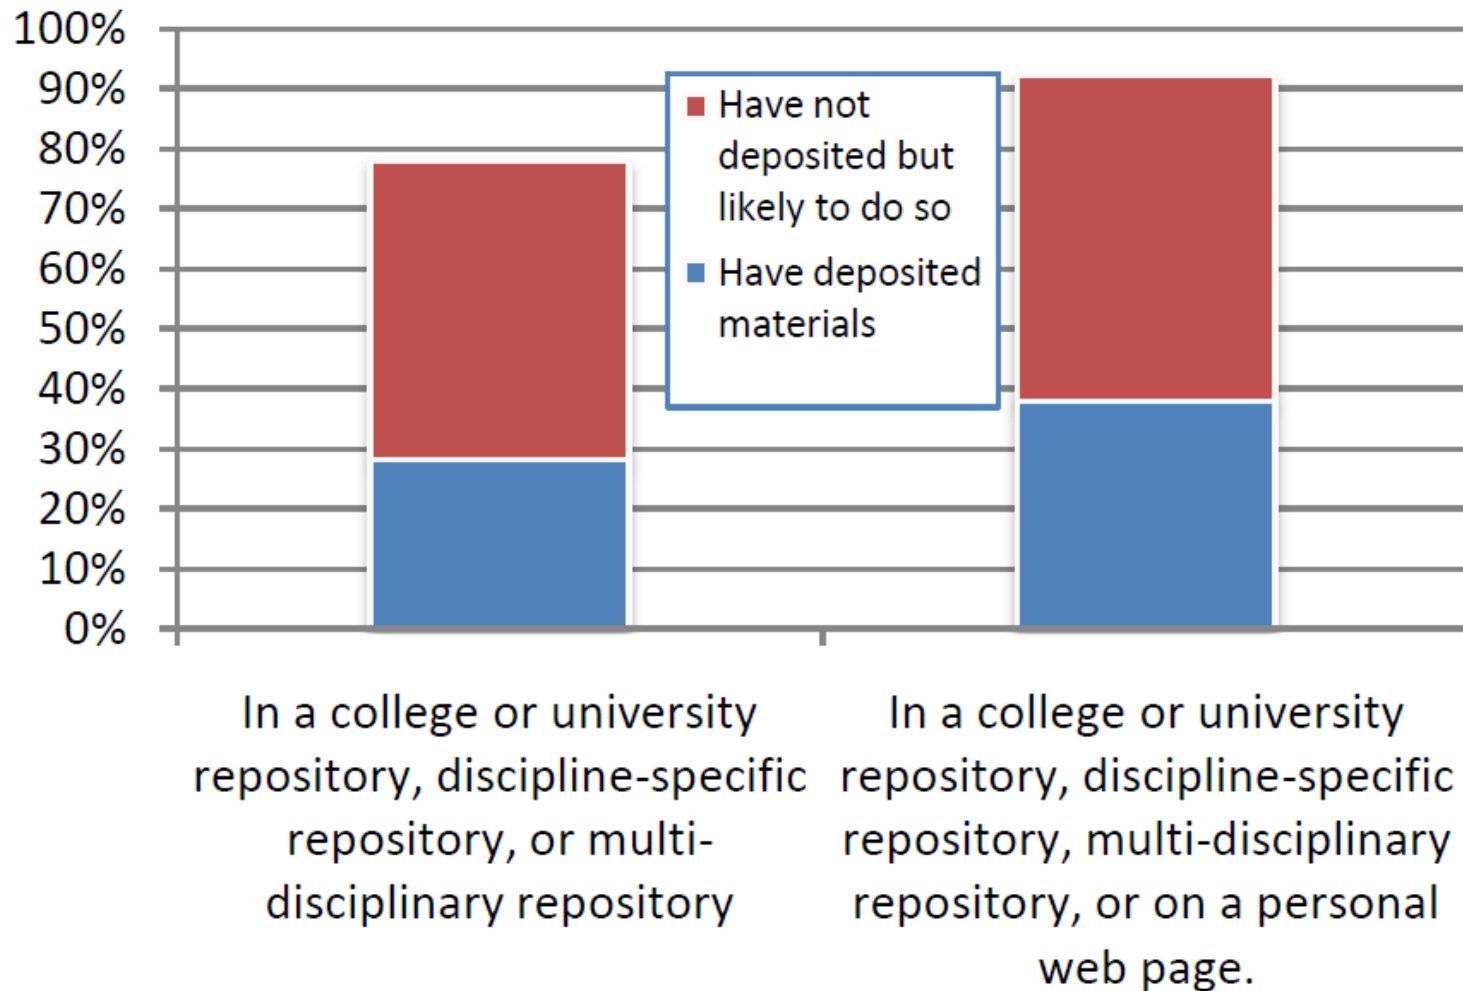 100%
90%
80%
70%
60%
50%
40%
30%
20%
10%
0%
Have not
deposited but
likely to do so
Have deposited
materials
In a college or university
repository, discipline-specific
repository, or multi-
disciplinary repository
In a college or university
repository, discipline-specific
repository, multi-disciplinary
repository, or on a personal
web page.